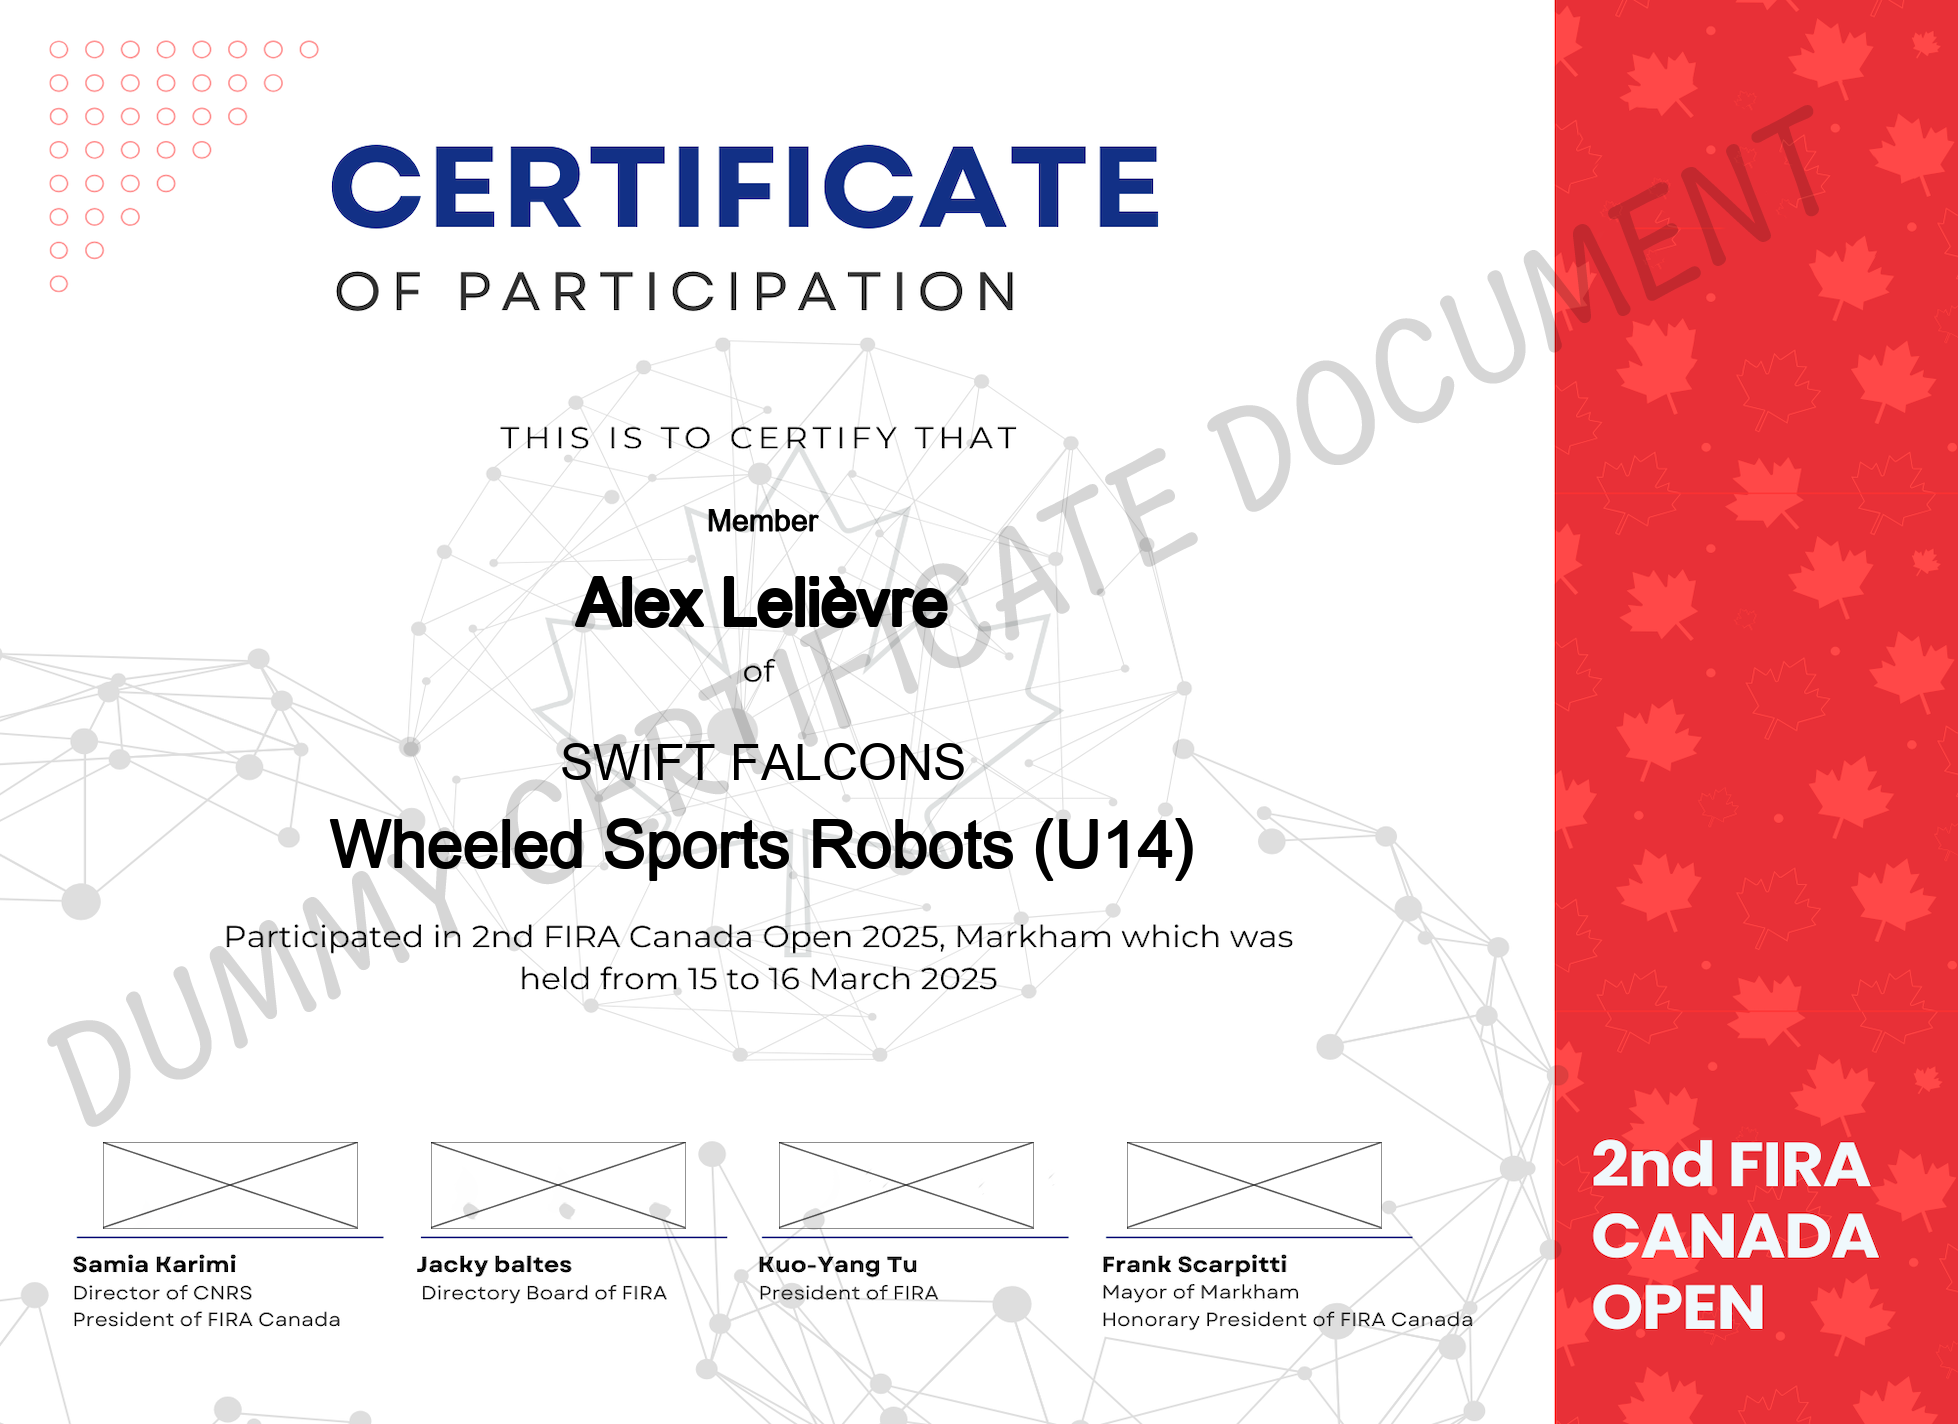 CERTIFICATE
OF PARTICIPATION
THIS IS TO CERTIFY THAT
Member
Alex Lelièvre
of
SWIFT FALCONS
Wheeled Sports Robots (U14)
Participated in 2nd FIRA Canada Open 2025, Markham which was
held from 15 to 16 March 2025
DUMMY CERTIFICATE DOCUMENT
Samia Karimi
Director of CNRS
President of FIRA Canada
Jacky baltes
Directory Board of FIRA
Kuo-Yang Tu
President of FIRA
Frank Scarpitti
Mayor of Markham
Honorary President of FIRA Canada
2nd FIRA
CANADA
OPEN